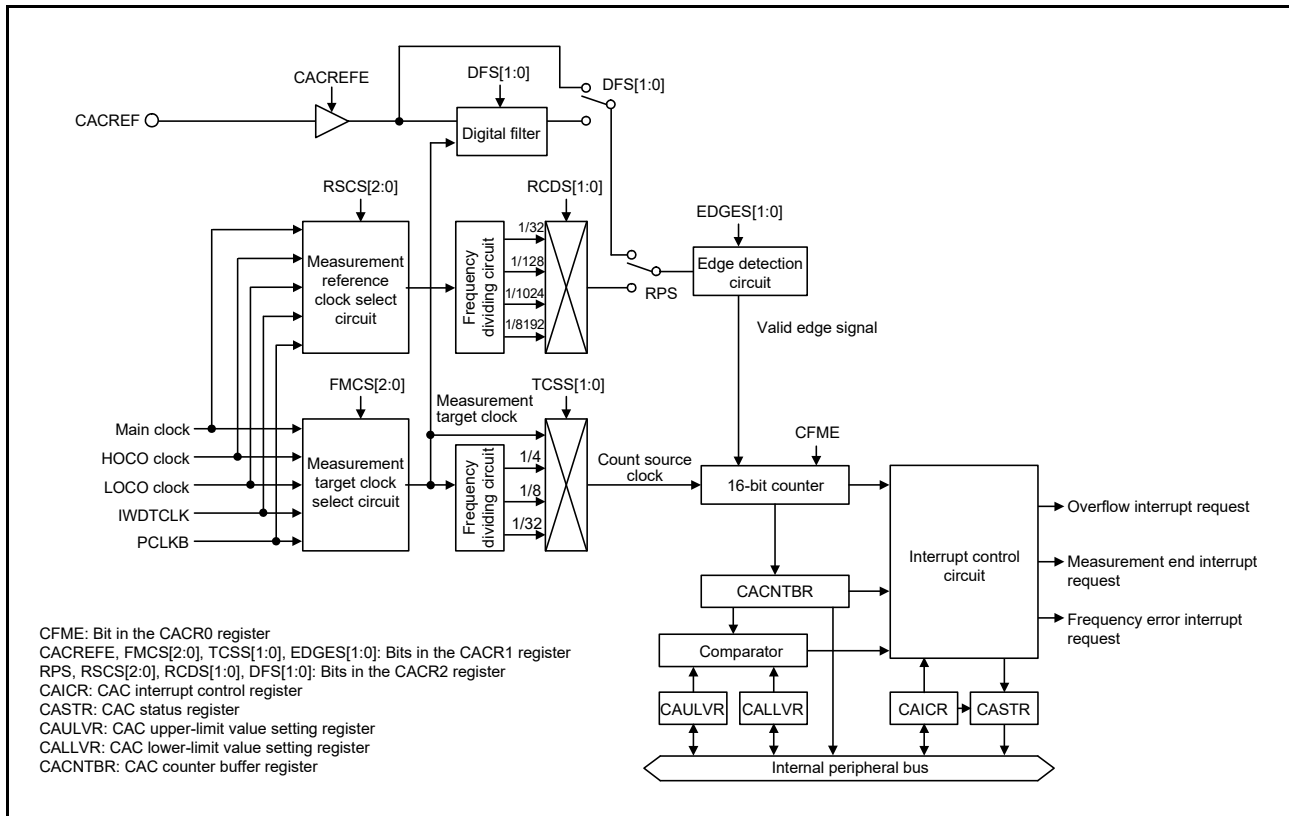 CACREFE
DFS[1:0]
DFS[1:0]
CACREF
Digital filter
RSCS[2:0]
RCDS[1:0]
EDGES[1:0]
Measurement
reference
clock select
circuit
Frequency
dividing circuit
1/32
1/128
1/1024
1/8192
RPS
Edge detection
circuit
Valid edge signal
FMCS[2:0]
Measurement
target clock
TCSS[1:0]
Main clock
HOCO clock
LOCO clock
IWDTCLK
PCLKB
Measurement
target clock
select circuit
Frequency
dividing circuit
1/4
1/8
1/32
Count source
clock
CFME
16-bit counter
Interrupt control
circuit
Overflow interrupt request
Measurement end interrupt
request
Frequency error interrupt
request
CACNTBR
Comparator
CAULVR
CALLVR
CAICR
CASTR
Internal peripheral bus
CFME: Bit in the CACR0 register
CACREFE, FMCS[2:0], TCSS[1:0], EDGES[1:0]: Bits in the CACR1 register
RPS, RSCS[2:0], RCDS[1:0], DFS[1:0]: Bits in the CACR2 register
CAICR: CAC interrupt control register
CASTR: CAC status register
CAULVR: CAC upper-limit value setting register
CALLVR: CAC lower-limit value setting register
CACNTBR: CAC counter buffer register